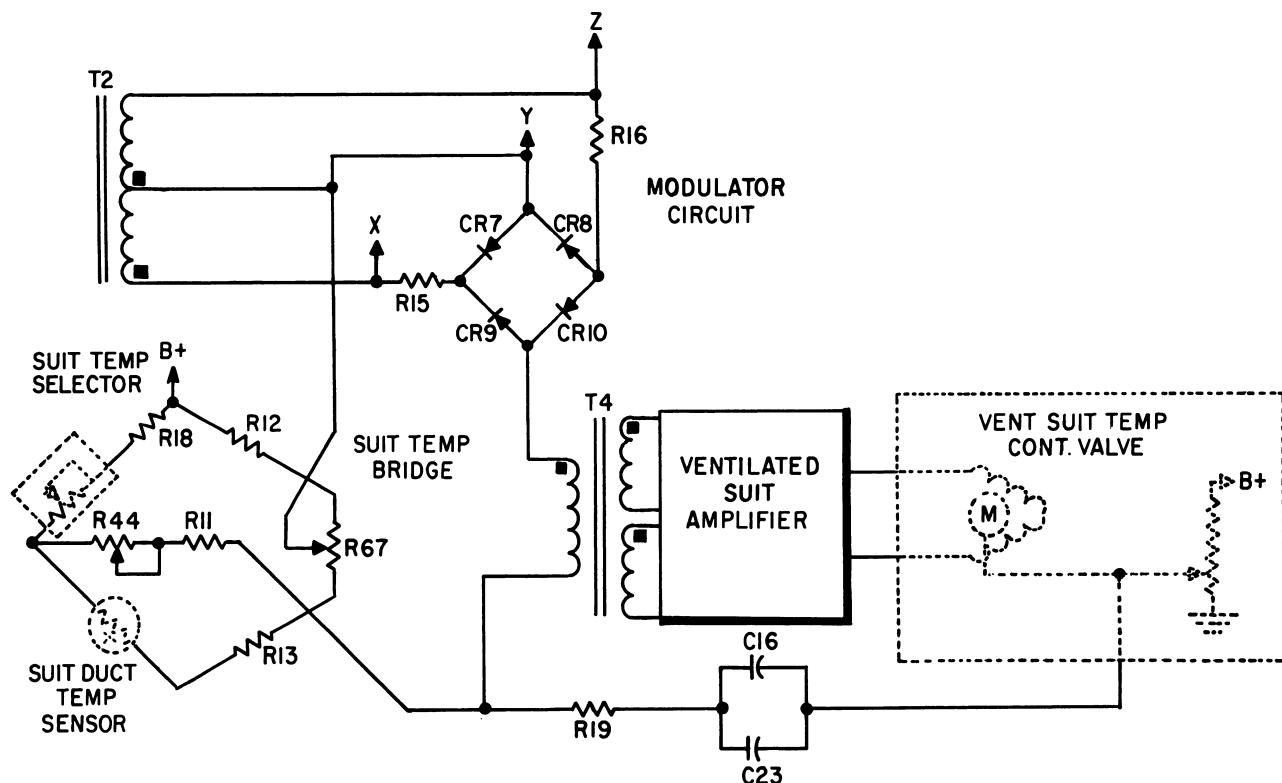 Z
T2
Y
R16
MODULATOR
CIRCUIT
CR7
CR8
X
R15
CR9
CR10
SUIT TEMP
SELECTOR
B+
R18
R12
SUIT TEMP
BRIDGE
T4
VENTILATED
SUIT
AMPLIFIER
VENT SUIT TEMP
CONT. VALVE
B+
M
R44
R11
R67
R13
SUIT DUCT
TEMP
SENSOR
C16
R19
C23